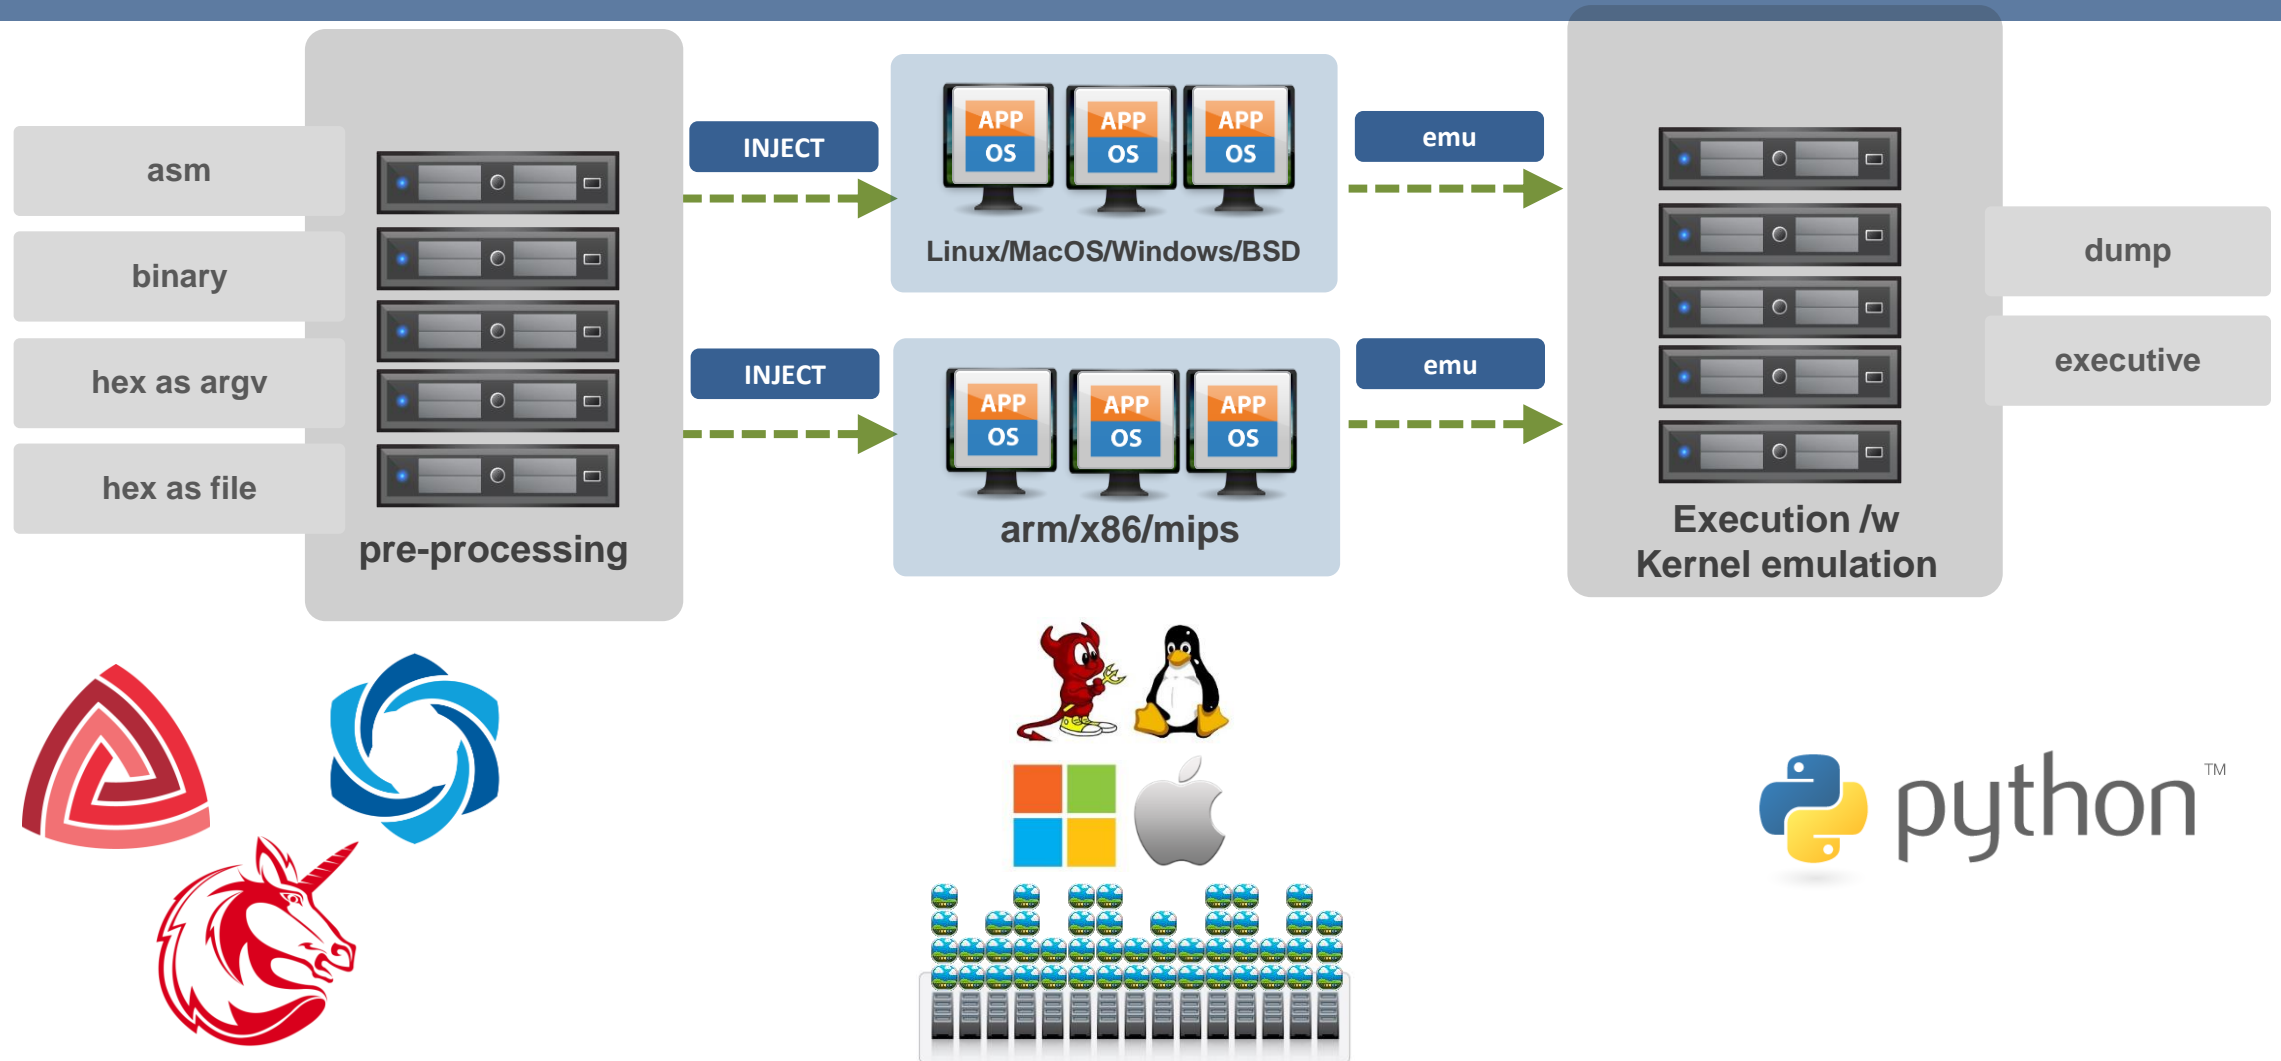 asm
binary
hex as argv
hex as file
pre-processing
INJECT
INJECT
APP
OS
APP
OS
APP
OS
Linux/MacOS/Windows/BSD
APP
OS
APP
OS
APP
OS
arm/x86/mips
emu
emu
Execution /w
Kernel emulation
dump
executive
python™